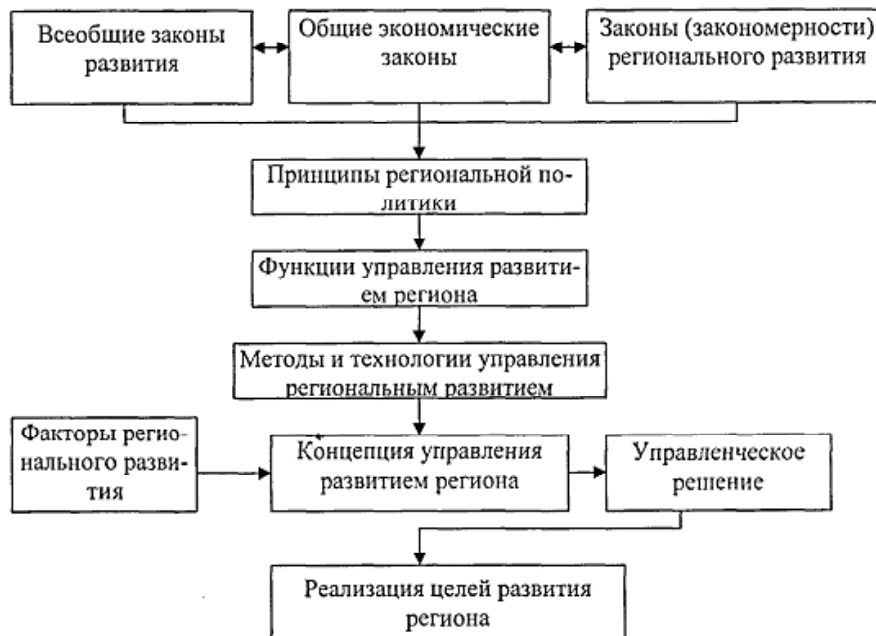 Всеобщие законы
развития
Общие экономические
законы
Законы (закономерности)
регионального развития
Принципы региональной по-
литики
Функции управления развити-
ем региона
Методы и технологии управления
региональным развитием
Факторы регио-
нального разви-
тия
Концепция управления
развитием региона
Управленческое
решение
Реализация целей развития
региона